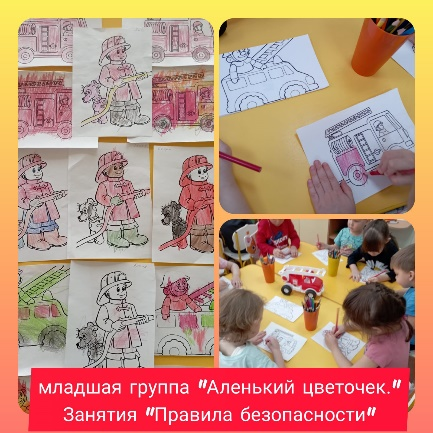 младшая группа "Аленький цветочек."
Занятия "Правила безопасности"